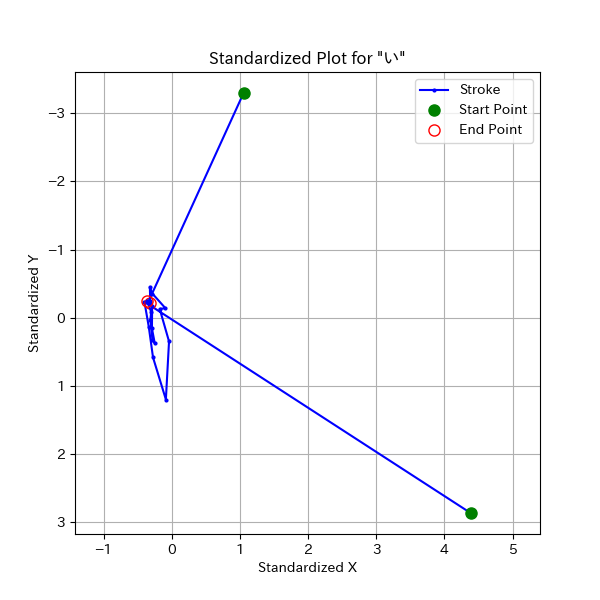 Standardized Plot for "い"
Stroke
Start Point
End Point
Standardized Y
−3
−2
−1
0
1
2
3
−1 0 1 2 3 4 5
Standardized X